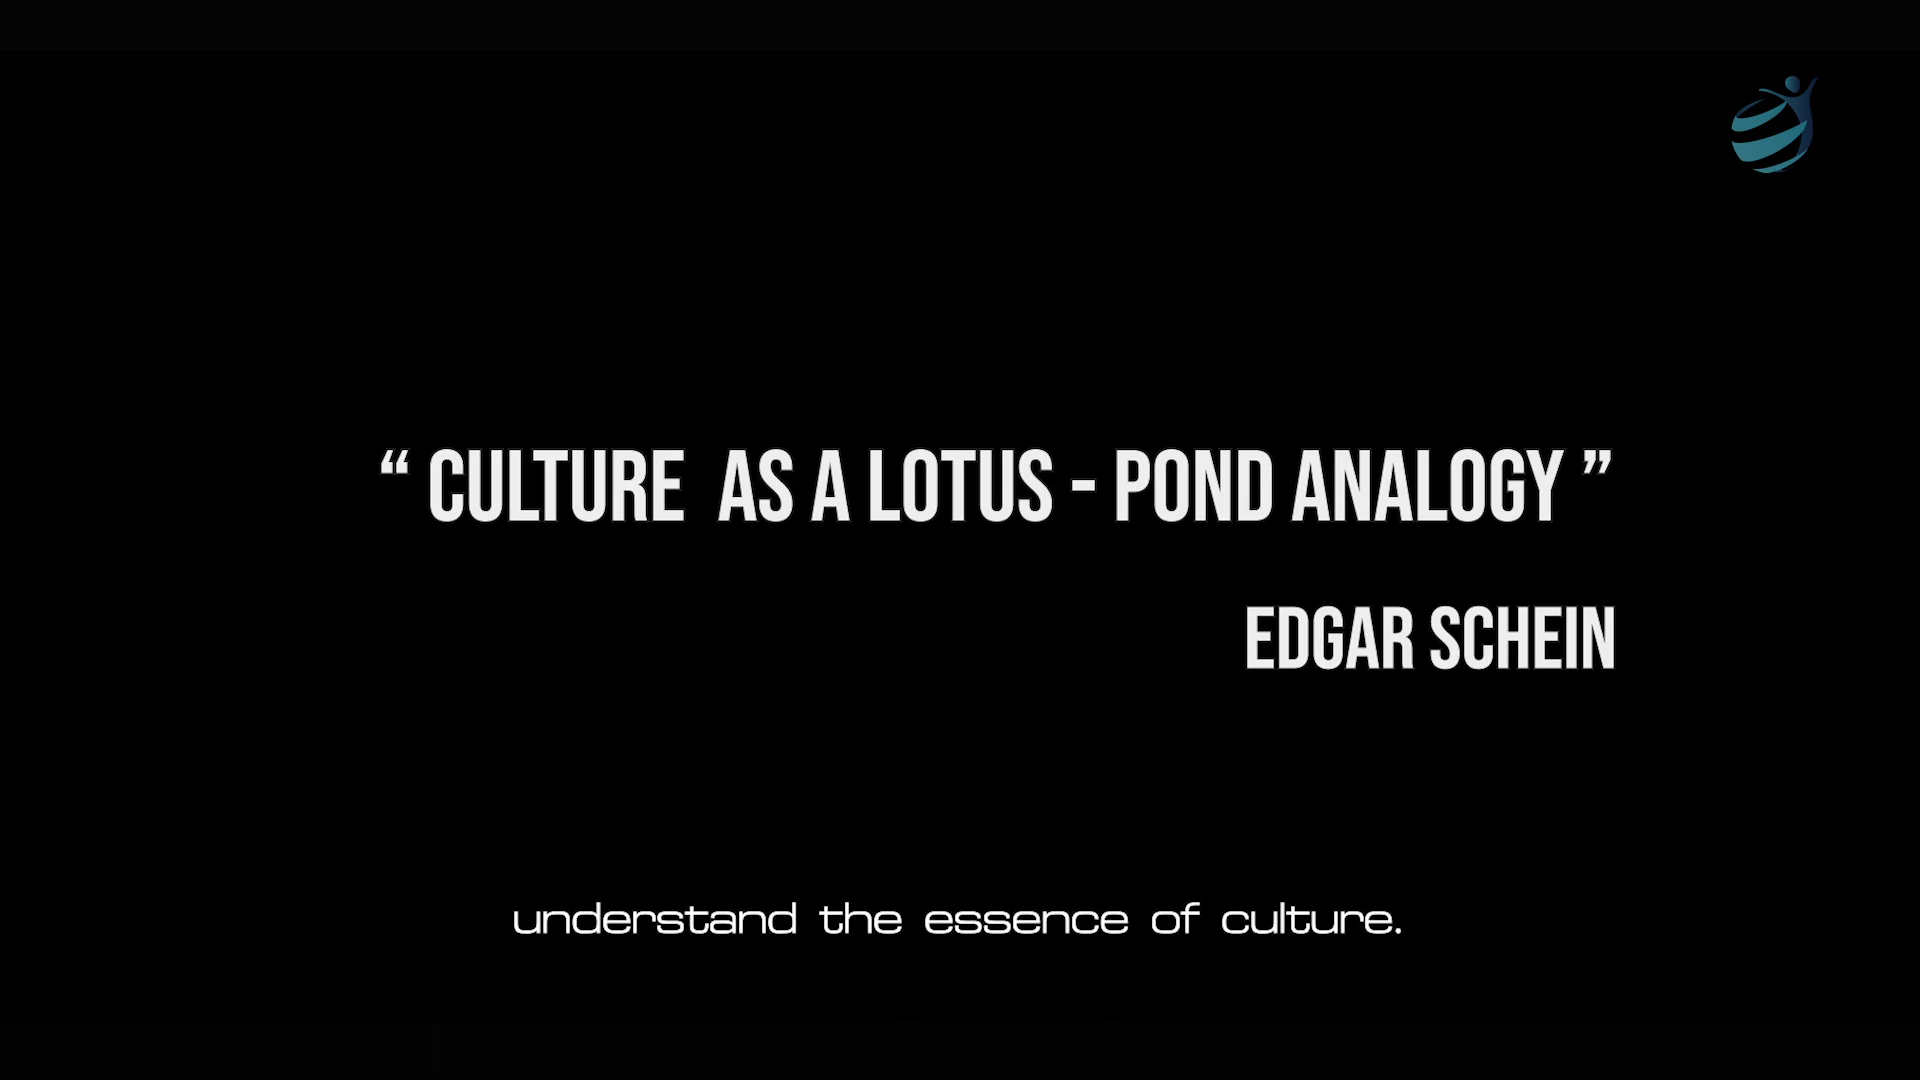 “ CULTURE AS A LOTUS - POND ANALOGY ”
EDGAR SCHEIN
understand the essence of culture.